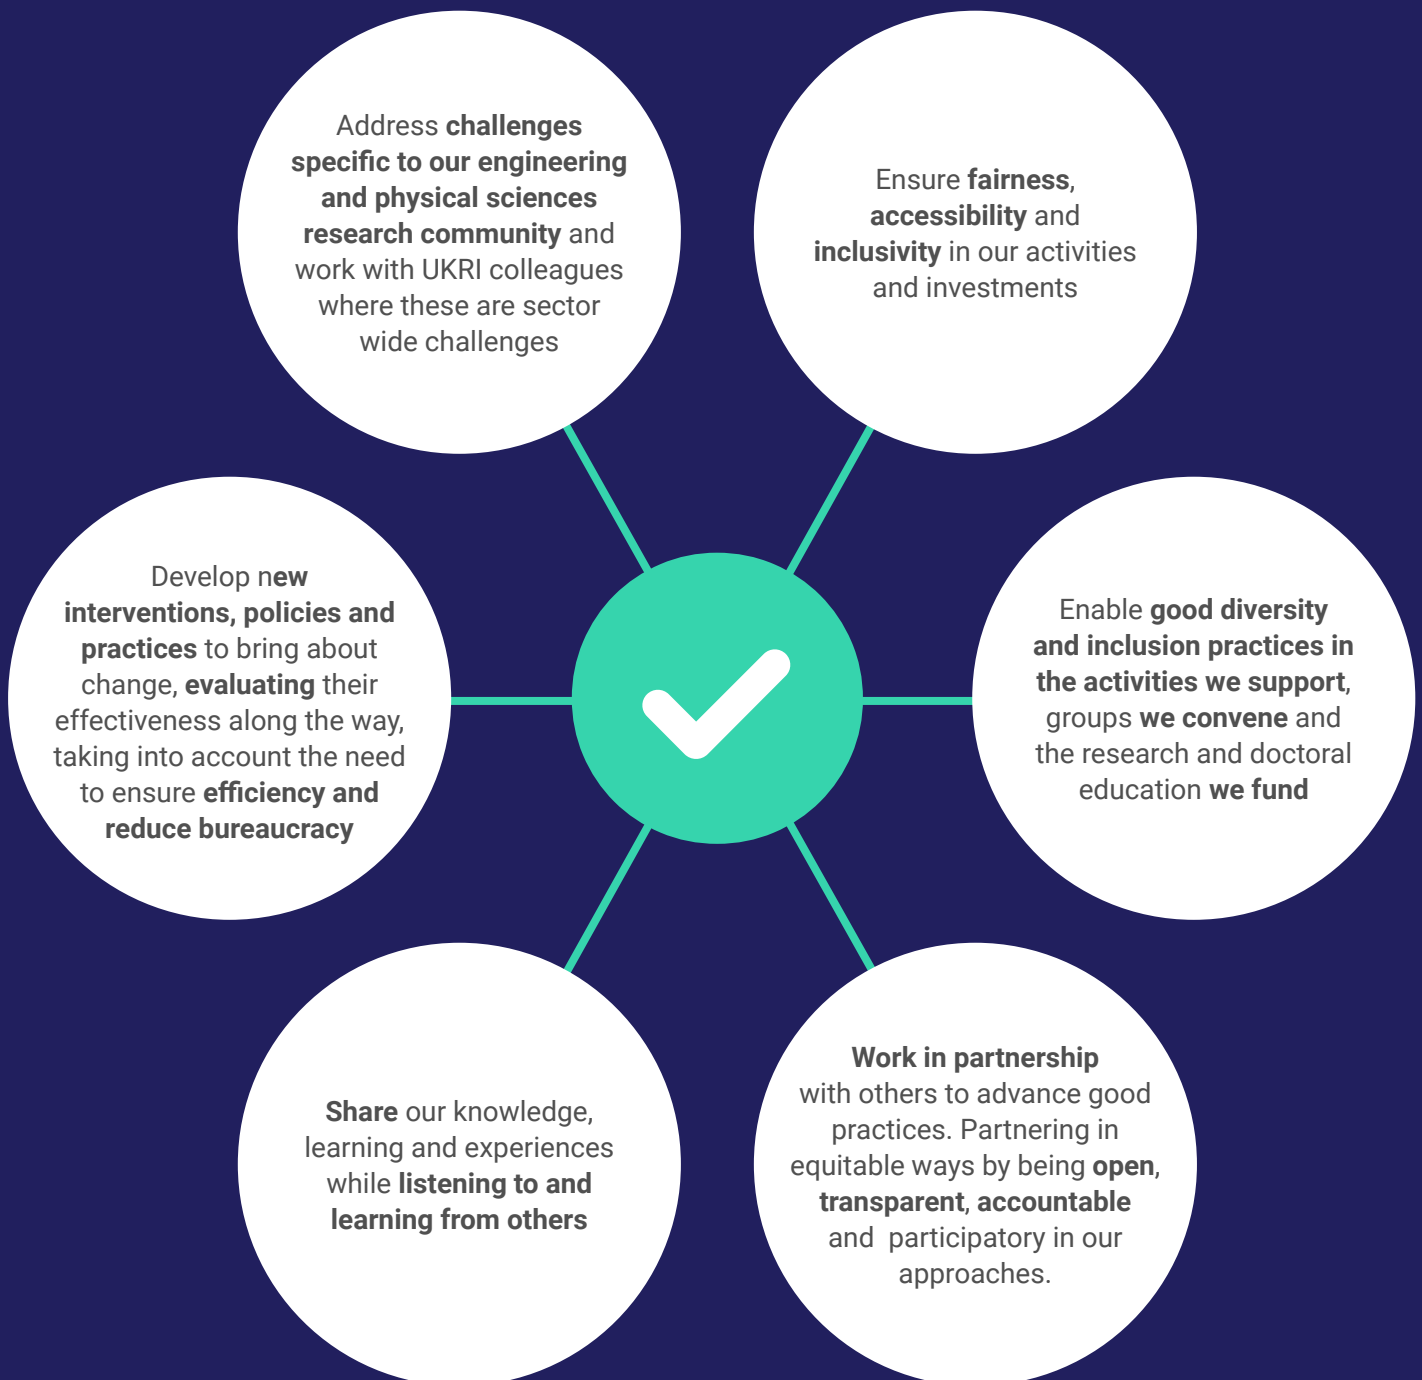 Address challenges
specific to our engineering
and physical sciences
research community and
work with UKRI colleagues
where these are sector
wide challenges
Ensure fairness,
accessibility and
inclusivity in our activities
and investments
Develop new
interventions, policies and
practices to bring about
change, evaluating their
effectiveness along the way,
taking into account the need
to ensure efficiency and
reduce bureaucracy
Enable good diversity
and inclusion practices in
the activities we support,
groups we convene and
the research and doctoral
education we fund
Share our knowledge,
learning and experiences
while listening to and
learning from others
Work in partnership
with others to advance good
practices. Partnering in
equitable ways by being open,
transparent, accountable
and  participatory in our
approaches.